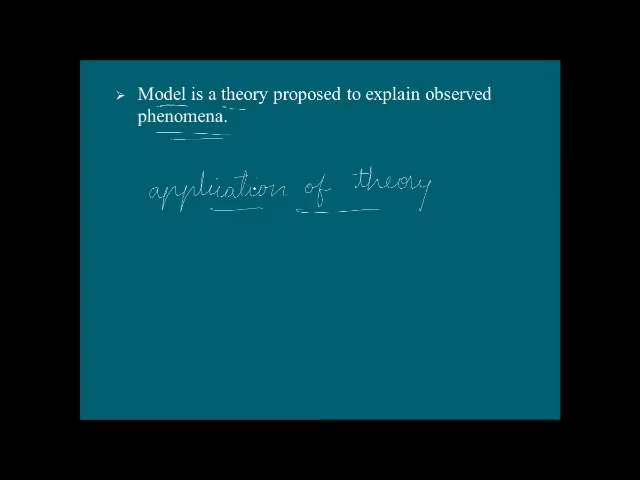 ➢ Model is a theory proposed to explain observed
phenomena.
application of theory